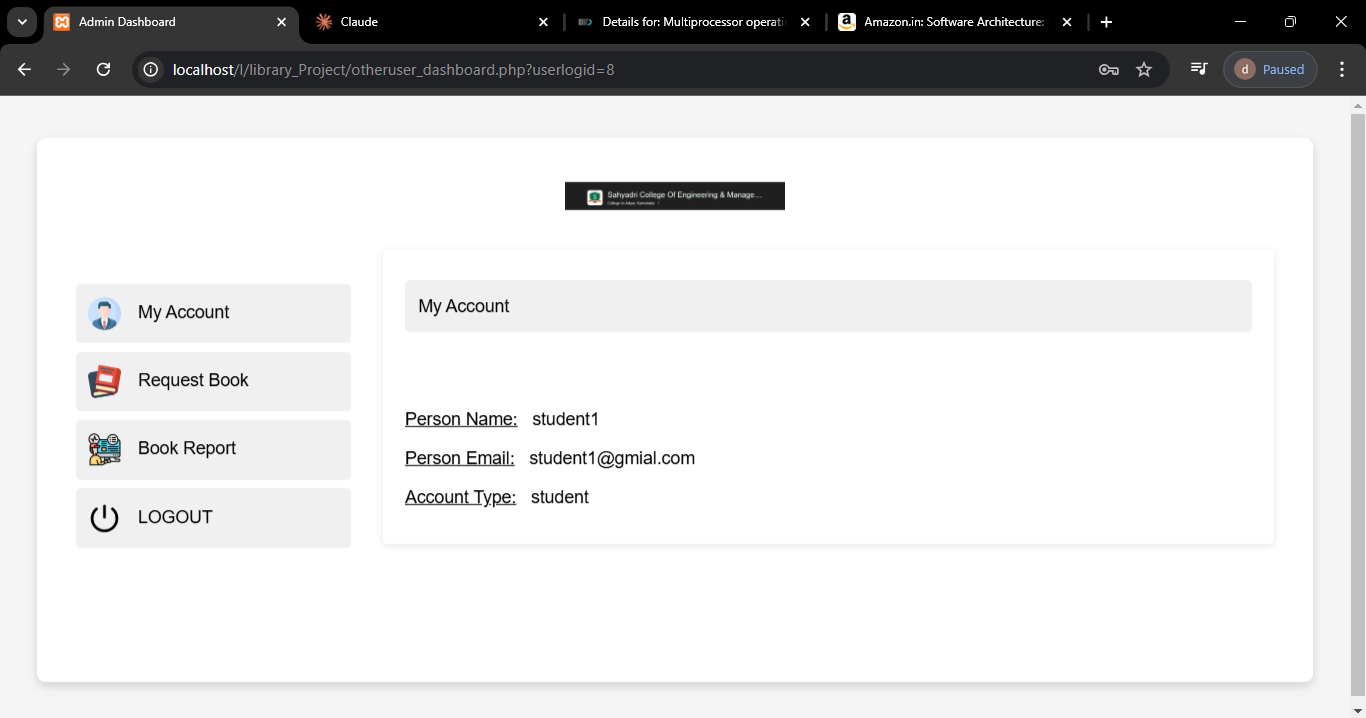 Admin Dashboard
Claude
Details for: Multiprocessor operati
Amazon.in: Software Architecture:
localhost/l/library_Project/otheruser_dashboard.php?userlogid=8
d Paused
Sahyadri College Of Engineering & Manage...
College in Adyar, Karnataka
My Account
Request Book
Book Report
LOGOUT
My Account
Person Name: student1
Person Email: student1@gmial.com
Account Type: student